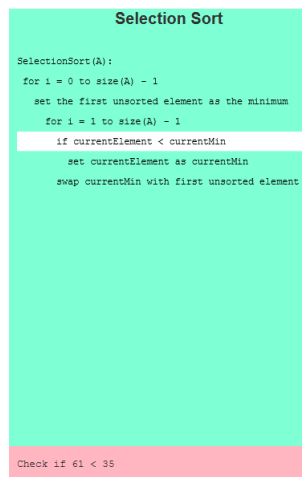 Selection Sort
SelectionSort(A):
for i = 0 to size(A) - 1
set the first unsorted element as the minimum
for i = 1 to size(A) - 1
if currentElement < currentMin
set currentElement as currentMin
swap currentMin with first unsorted element
Check if 61 < 35